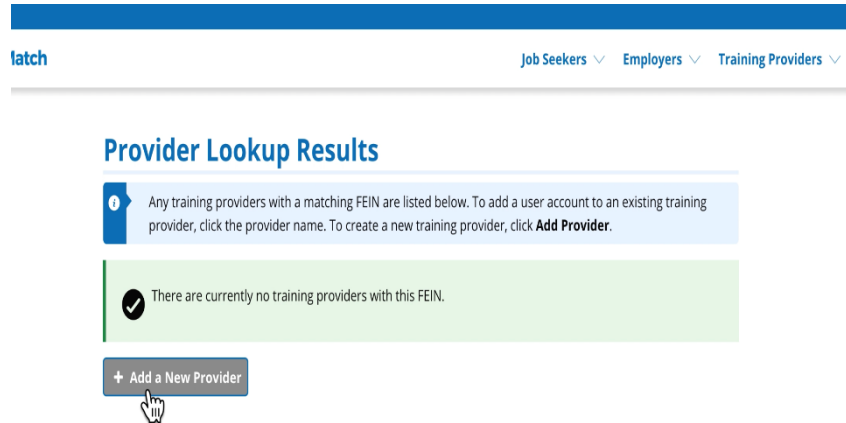 Job Seekers Employers Training Providers
Provider Lookup Results
Any training providers with a matching FEIN are listed below. To add a user account to an existing training
provider, click the provider name. To create a new training provider, click Add Provider.
There are currently no training providers with this FEIN.
+ Add a New Provider